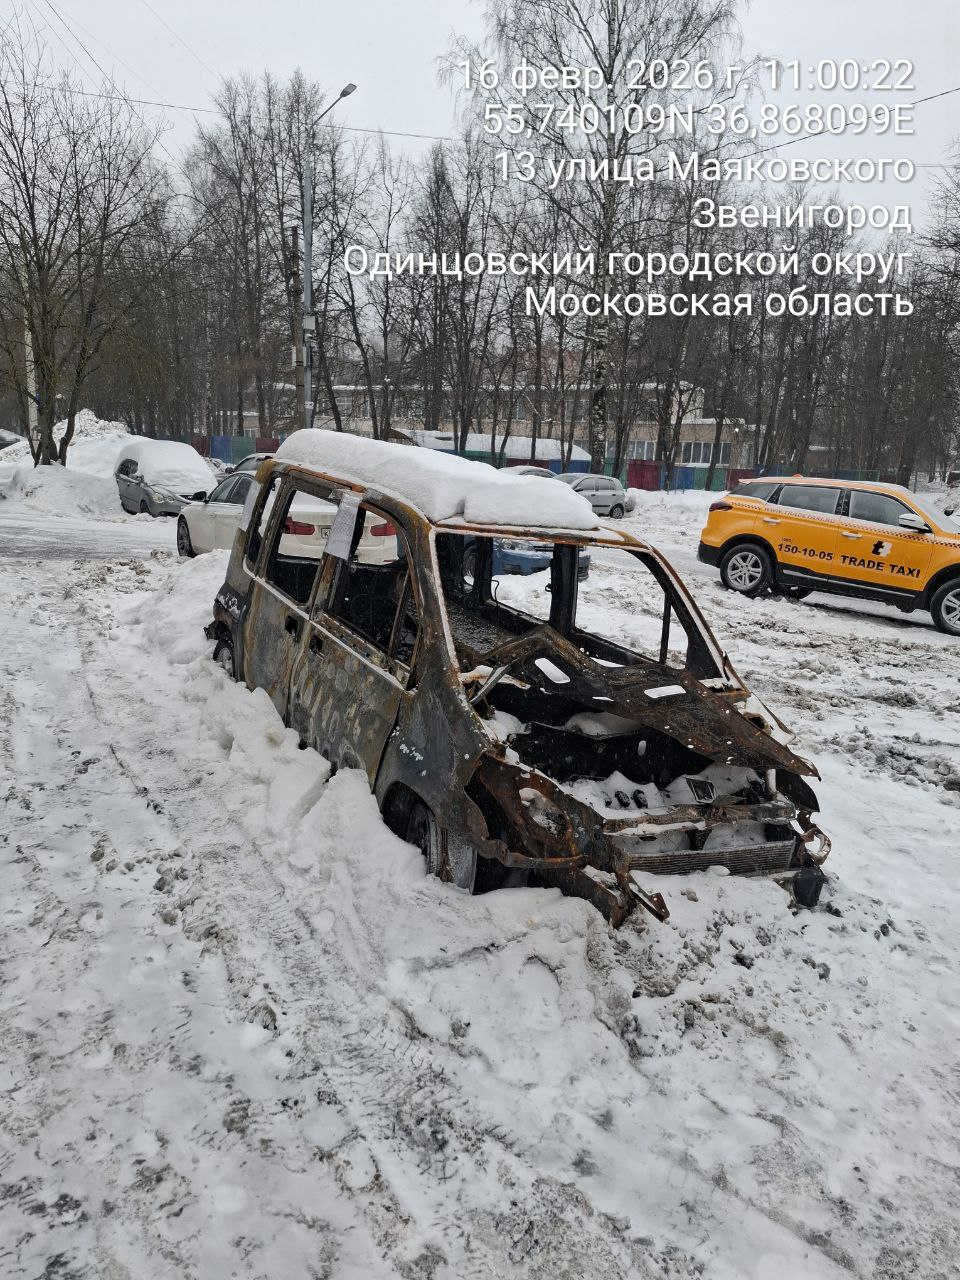 16 февр. 2026 г. 11:00:22
55,740109N 36,868099E
13 улица Маяковского
Звенигород
Одинцовский городской округ
Московская область
150-10-05 TRADE TAXI